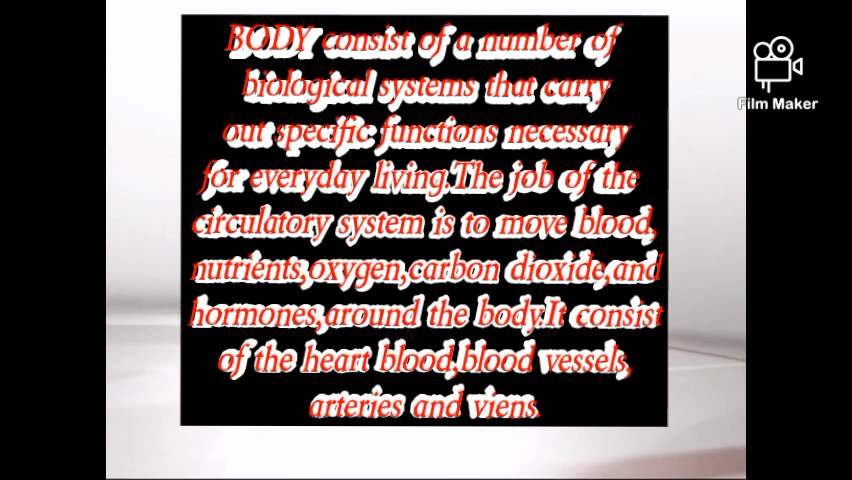 BODY consist of a number of
biological systems that carry
out specific functions necessary
for everyday living.The job of the
circulatory system is to move blood,
nutrients,oxygen,carbon dioxide,and
hormones,around the body.It consist
of the heart blood,blood vessels,
arteries and viens.
Film Maker